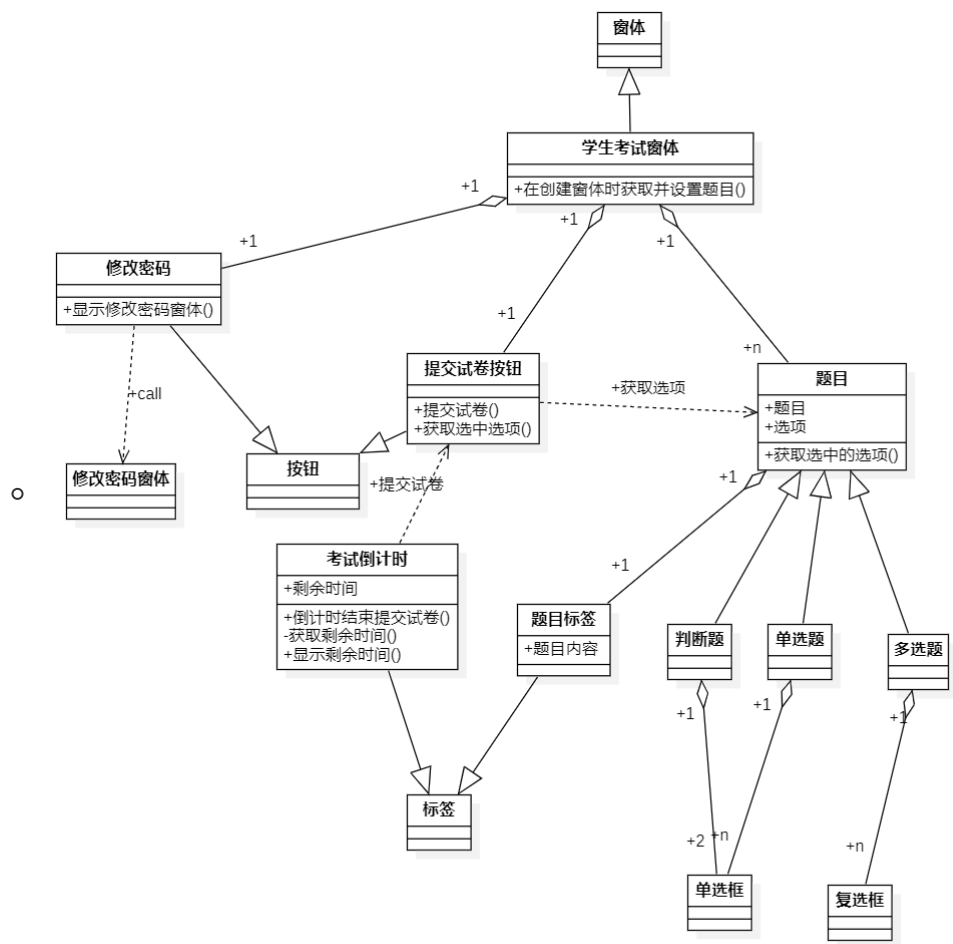 窗体
学生考试窗体
+在创建窗体时获取并设置题目()
+1
+1
+1
+1
修改密码
+显示修改密码窗体()
+1
+n
提交试卷按钮
+提交试卷()
+获取选中选项()
+获取选项
题目
+题目
+选项
+获取选中的选项()
+call
修改密码窗体
按钮
+提交试卷
+1
考试倒计时
+剩余时间
+倒计时结束提交试卷()
-获取剩余时间()
+显示剩余时间()
+1
题目标签
+题目内容
判断题
单选题
多选题
+1
+1
+1
标签
+2
+n
+n
单选框
复选框